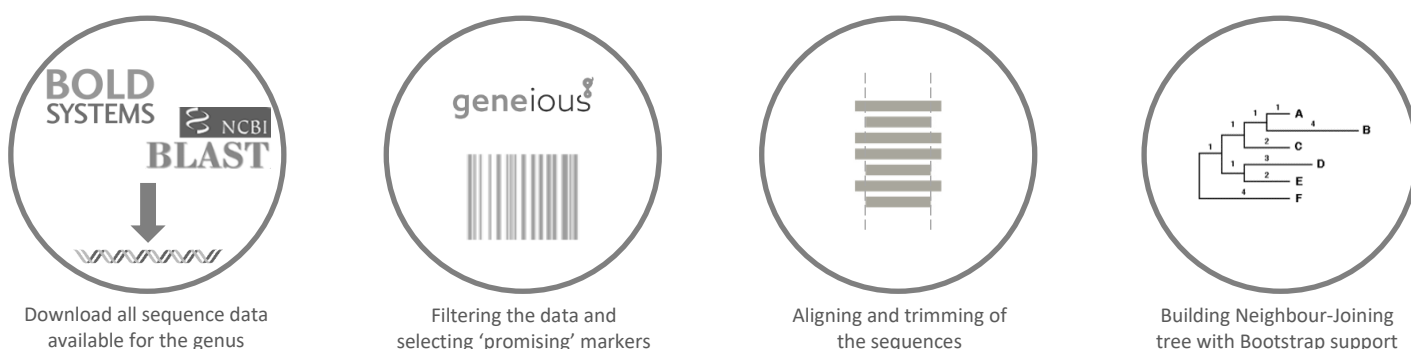 BOLD
SYSTEMS
NCBI
BLAST
Download all sequence data
available for the genus
geneious
Filtering the data and
selecting ‘promising’ markers
Aligning and trimming of
the sequences
1
A
1
4
B
1
2
C
1
3
D
1
2
E
4
F
Building Neighbour-Joining
tree with Bootstrap support